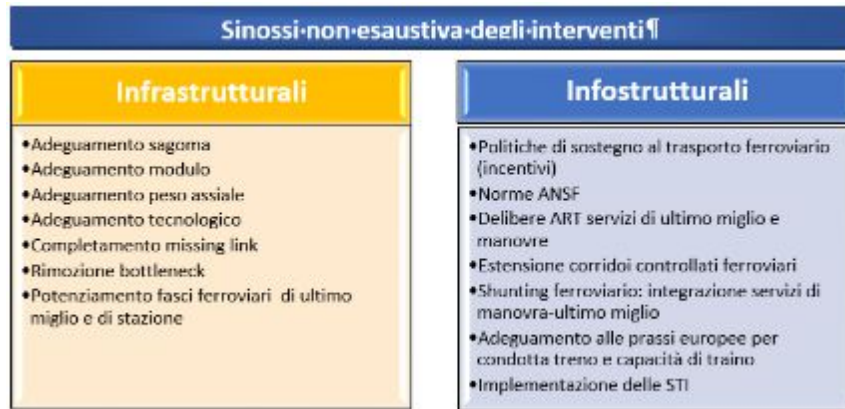 Sinossi·non·esaustiva·degli·interventi¶
Infrastrutturali
•Adeguamento sagoma
•Adeguamento modulo
•Adeguamento peso assiale
•Adeguamento tecnologico
•Completamento missing link
•Rimozione bottleneck
•Potenziamento fasci ferroviari di ultimo
miglio e di stazione
Infostrutturali
•Politiche di sostegno al trasporto ferroviario
(incentivi)
•Norme ANSF
•Delibere ART servizi di ultimo miglio e
manovre
•Estensione corridoi controllati ferroviari
•Shunting ferroviario: integrazione servizi di
manovra-ultimo miglio
•Adeguamento alle prassi europee per
condotta treno e capacità di traino
•Implementazione delle STI